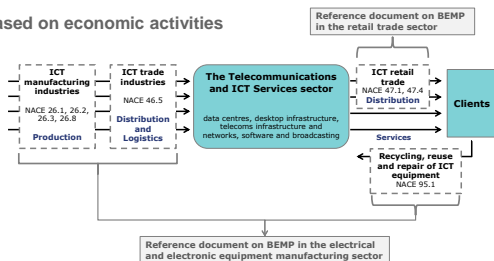 ased on economic activities
Reference document on BEMP
in the retail trade sector
ICT
manufacturing
industries
NACE 26.1, 26.2,
26.3, 26.8
Production
ICT trade
industries
NACE 46.5
Distribution
and
Logistics
The Telecommunications
and ICT Services sector
data centres, desktop infrastructure,
telecoms infrastructure and
networks, software and broadcasting
ICT retail
trade
NACE 47.1, 47.4
Distribution
Services
Clients
Recycling, reuse
and repair of ICT
equipment
NACE 95.1
Reference document on BEMP in the electrical
and electronic equipment manufacturing sector